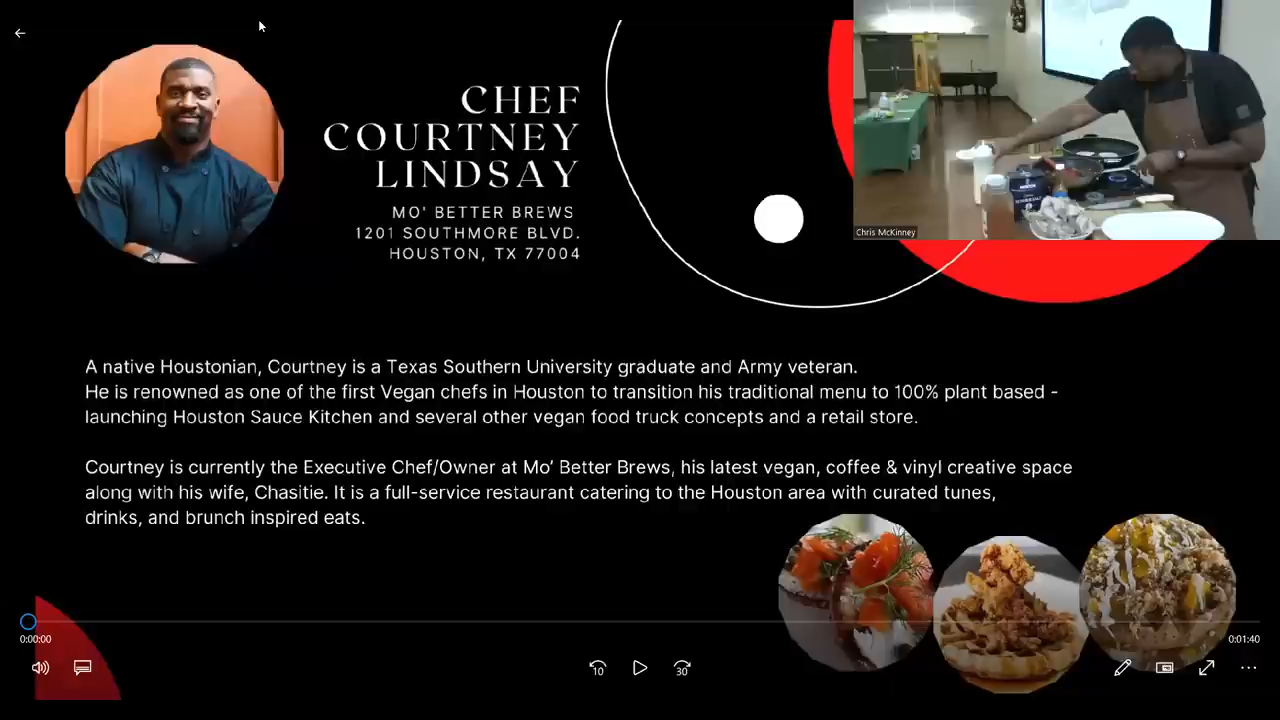 CHEF
COURTNEY
LINDSAY
MO' BETTER BREWS
1201 SOUTHMORE BLVD.
HOUSTON, TX 77004
Chris McKinney
A native Houstonian, Courtney is a Texas Southern University graduate and Army veteran.
He is renowned as one of the first Vegan chefs in Houston to transition his traditional menu to 100% plant based -
launching Houston Sauce Kitchen and several other vegan food truck concepts and a retail store.
Courtney is currently the Executive Chef/Owner at Mo’ Better Brews, his latest vegan, coffee & vinyl creative space
along with his wife, Chasitie. It is a full-service restaurant catering to the Houston area with curated tunes,
drinks, and brunch inspired eats.
0:00:00
0:01:40
10
30